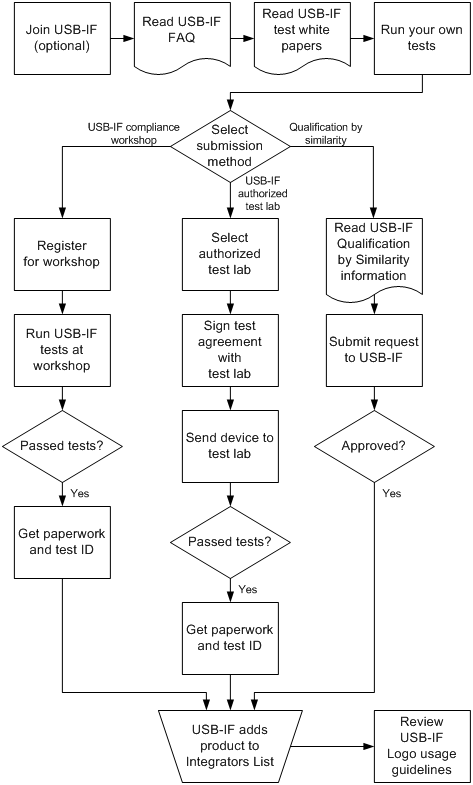 Join USB-IF
(optional)
Read USB-IF
FAQ
Read USB-IF
test white
papers
Run your own
tests
Select
submission
method
USB-IF compliance
workshop
Qualification by
similarity
USB-IF
authorized
test lab
Register
for workshop
Select
authorized
test lab
Read USB-IF
Qualification
by Similarity
information
Run USB-IF
tests at
workshop
Sign test
agreement
with
test lab
Submit request
to USB-IF
Passed tests?
Send device to
test lab
Approved?
Yes
Yes
Get paperwork
and test ID
Passed tests?
Yes
Get paperwork
and test ID
USB-IF adds
product to
Integrators List
Review
USB-IF
Logo usage
guidelines